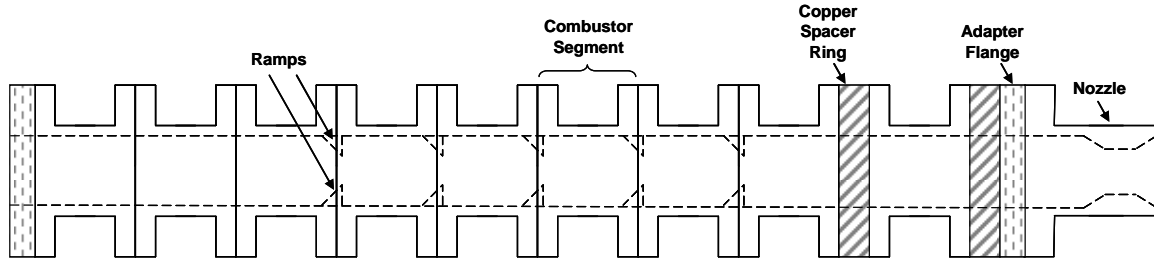 Ramps
Combustor
Segment
Copper
Spacer
Ring
Adapter
Flange
Nozzle